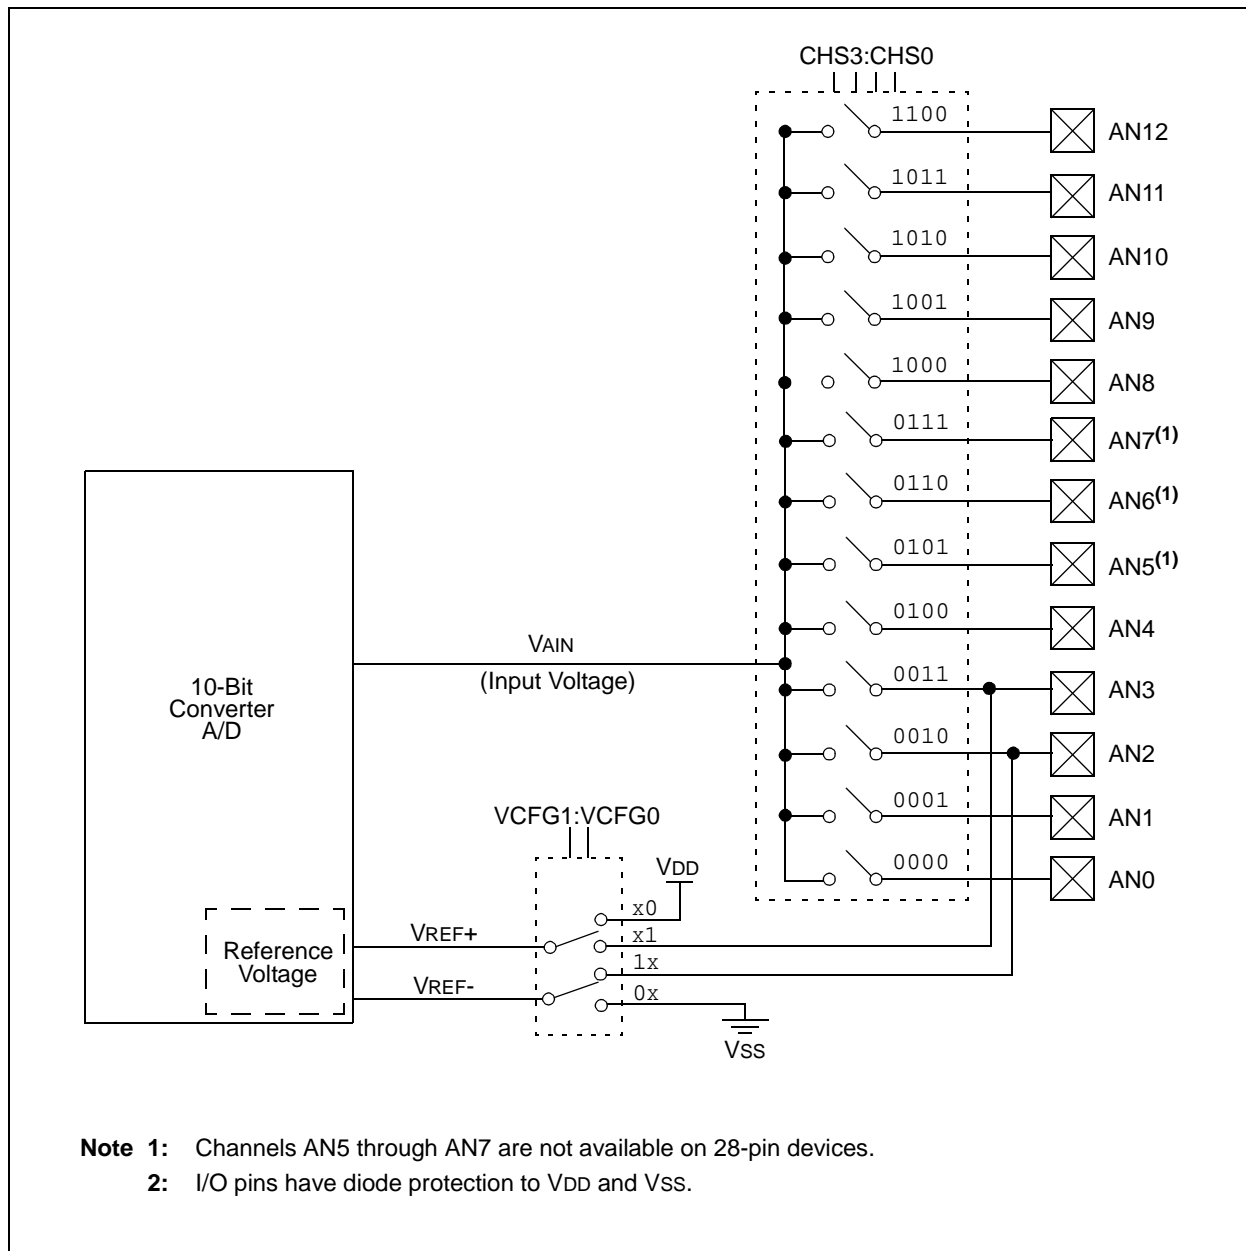 CHS3:CHS0
1100
AN12
1011
AN11
1010
AN10
1001
AN9
1000
AN8
0111
AN7(1)
0110
AN6(1)
0101
AN5(1)
0100
AN4
VAIN
(Input Voltage)
0011
AN3
10-Bit
Converter
A/D
0010
AN2
0001
AN1
VCFG1:VCFG0
0000
AN0
VDD
x0
VREF+
x1
Reference
Voltage
1x
VREF-
0x
VSS
Note 1: Channels AN5 through AN7 are not available on 28-pin devices.
2: I/O pins have diode protection to VDD and VSS.